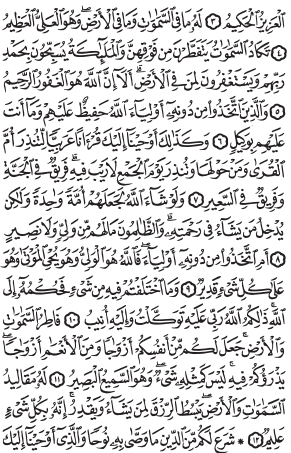 ٱلْعَزِيزُ ٱلْحَكِيمُ ۝٣ لَهُۥ مَا فِى ٱلسَّمَٰوَٰتِ وَمَا فِى ٱلْأَرْضِ ۖ وَهُوَ ٱلْعَلِىُّ ٱلْعَظِيمُ
۝٤ تَكَادُ ٱلسَّمَٰوَٰتُ يَتَفَطَّرْنَ مِن فَوْقِهِنَّ ۚ وَٱلْمَلَٰٓئِكَةُ يُسَبِّحُونَ بِحَمْدِ
رَبِّهِمْ وَيَسْتَغْفِرُونَ لِمَن فِى ٱلْأَرْضِ ۗ أَلَآ إِنَّ ٱللَّهَ هُوَ ٱلْغَفُورُ ٱلرَّحِيمُ
۝٥ وَٱلَّذِينَ ٱتَّخَذُوا۟ مِن دُونِهِۦٓ أَوْلِيَآءَ ٱللَّهُ حَفِيظٌ عَلَيْهِمْ وَمَآ أَنتَ
عَلَيْهِم بِوَكِيلٍ ۝٦ وَكَذَٰلِكَ أَوْحَيْنَآ إِلَيْكَ قُرْءَانًا عَرَبِيًّا لِّتُنذِرَ أُمَّ
ٱلْقُرَىٰ وَمَنْ حَوْلَهَا وَتُنذِرَ يَوْمَ ٱلْجَمْعِ لَا رَيْبَ فِيهِ ۚ فَرِيقٌ فِى ٱلْجَنَّةِ
وَفَرِيقٌ فِى ٱلسَّعِيرِ ۝٧ وَلَوْ شَآءَ ٱللَّهُ لَجَعَلَهُمْ أُمَّةً وَٰحِدَةً وَلَٰكِن
يُدْخِلُ مَن يَشَآءُ فِى رَحْمَتِهِۦ ۚ وَٱلظَّٰلِمُونَ مَا لَهُم مِّن وَلِىٍّ وَلَا نَصِيرٍ
۝٨ أَمِ ٱتَّخَذُوا۟ مِن دُونِهِۦٓ أَوْلِيَآءَ ۖ فَٱللَّهُ هُوَ ٱلْوَلِىُّ وَهُوَ يُحْىِ ٱلْمَوْتَىٰ وَهُوَ
عَلَىٰ كُلِّ شَىْءٍ قَدِيرٌ ۝٩ وَمَا ٱخْتَلَفْتُمْ فِيهِ مِن شَىْءٍ فَحُكْمُهُۥٓ إِلَى
ٱللَّهِ ۚ ذَٰلِكُمُ ٱللَّهُ رَبِّى عَلَيْهِ تَوَكَّلْتُ وَإِلَيْهِ أُنِيبُ ۝١٠ فَاطِرُ ٱلسَّمَٰوَٰتِ
وَٱلْأَرْضِ ۚ جَعَلَ لَكُم مِّنْ أَنفُسِكُمْ أَزْوَٰجًا وَمِنَ ٱلْأَنْعَٰمِ أَزْوَٰجًا ۖ
يَذْرَؤُكُمْ فِيهِ ۚ لَيْسَ كَمِثْلِهِۦ شَىْءٌ ۖ وَهُوَ ٱلسَّمِيعُ ٱلْبَصِيرُ ۝١١ لَهُۥ مَقَالِيدُ
ٱلسَّمَٰوَٰتِ وَٱلْأَرْضِ ۖ يَبْسُطُ ٱلرِّزْقَ لِمَن يَشَآءُ وَيَقْدِرُ ۚ إِنَّهُۥ بِكُلِّ شَىْءٍ
عَلِيمٌ ۝١٢ ۞ شَرَعَ لَكُم مِّنَ ٱلدِّينِ مَا وَصَّىٰ بِهِۦ نُوحًا وَٱلَّذِىٓ أَوْحَيْنَآ إِلَيْكَ